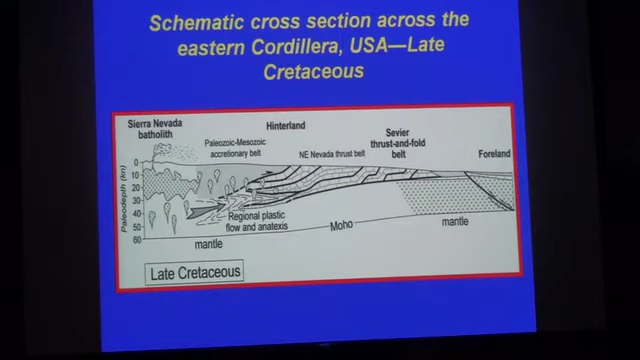 Schematic cross section across the
eastern Cordillera, USA—Late
Cretaceous
Sierra Nevada
batholith
Hinterland
Paleozoic-Mesozoic
accretionary belt
NE Nevada thrust belt
Sevier
thrust-and-fold
belt
Foreland
Paleodepth (km)
0
10
20
30
40
50
60
Regional plastic
flow and anatexis
Moho
mantle
mantle
Late Cretaceous